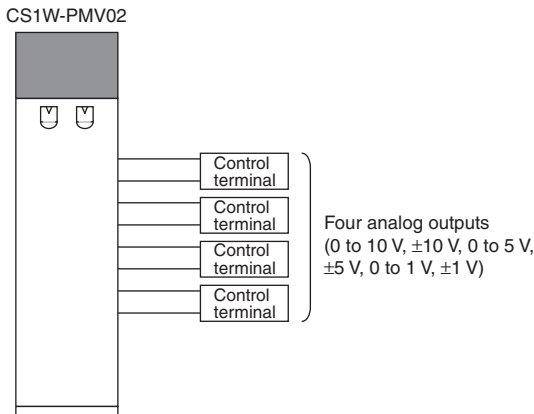 CS1W-PMV02
Control
terminal
Control
terminal
Control
terminal
Control
terminal
Four analog outputs
(0 to 10 V, ±10 V, 0 to 5 V,
±5 V, 0 to 1 V, ±1 V)